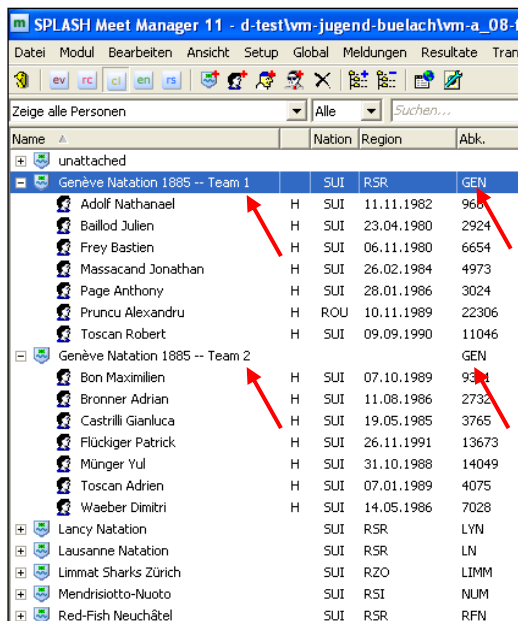 SPLASH Meet Manager 11 - d-test\vm-jugend-buelach\vm-a_08-
Datei Modul Bearbeiten Ansicht Setup Global Meldungen Resultate Tran
ev rc cl en rs
Zeige alle Personen Alle Suchen...
Name Nation Region Abk.
unattached
Genève Natation 1885 -- Team 1 SUI RSR GEN
Adolf Nathanael H SUI 11.11.1982
Baillod Julien H SUI 23.04.1980 2924
Frey Bastien H SUI 06.11.1980 6654
Massacand Jonathan H SUI 26.02.1984 4973
Page Anthony H SUI 28.01.1986 3024
Pruncu Alexandru H ROU 10.11.1989 22306
Toscan Robert H SUI 09.09.1990 11046
Genève Natation 1885 -- Team 2 GEN
Bon Maximilien H SUI 07.10.1989
Bronner Adrian H SUI 11.08.1986 2732
Castrilli Gianluca H SUI 19.05.1985 3765
Flückiger Patrick H SUI 26.11.1991 13673
Münger Yul H SUI 31.10.1988 14049
Toscan Adrien H SUI 07.01.1989 4075
Waeber Dimitri H SUI 14.05.1986 7028
Lancy Natation SUI RSR LYN
Lausanne Natation SUI RSR LN
Limmat Sharks Zürich SUI RZO LIMM
Mendrisiotto-Nuoto SUI RSI NUM
Red-Fish Neuchâtel SUI RSR RFN